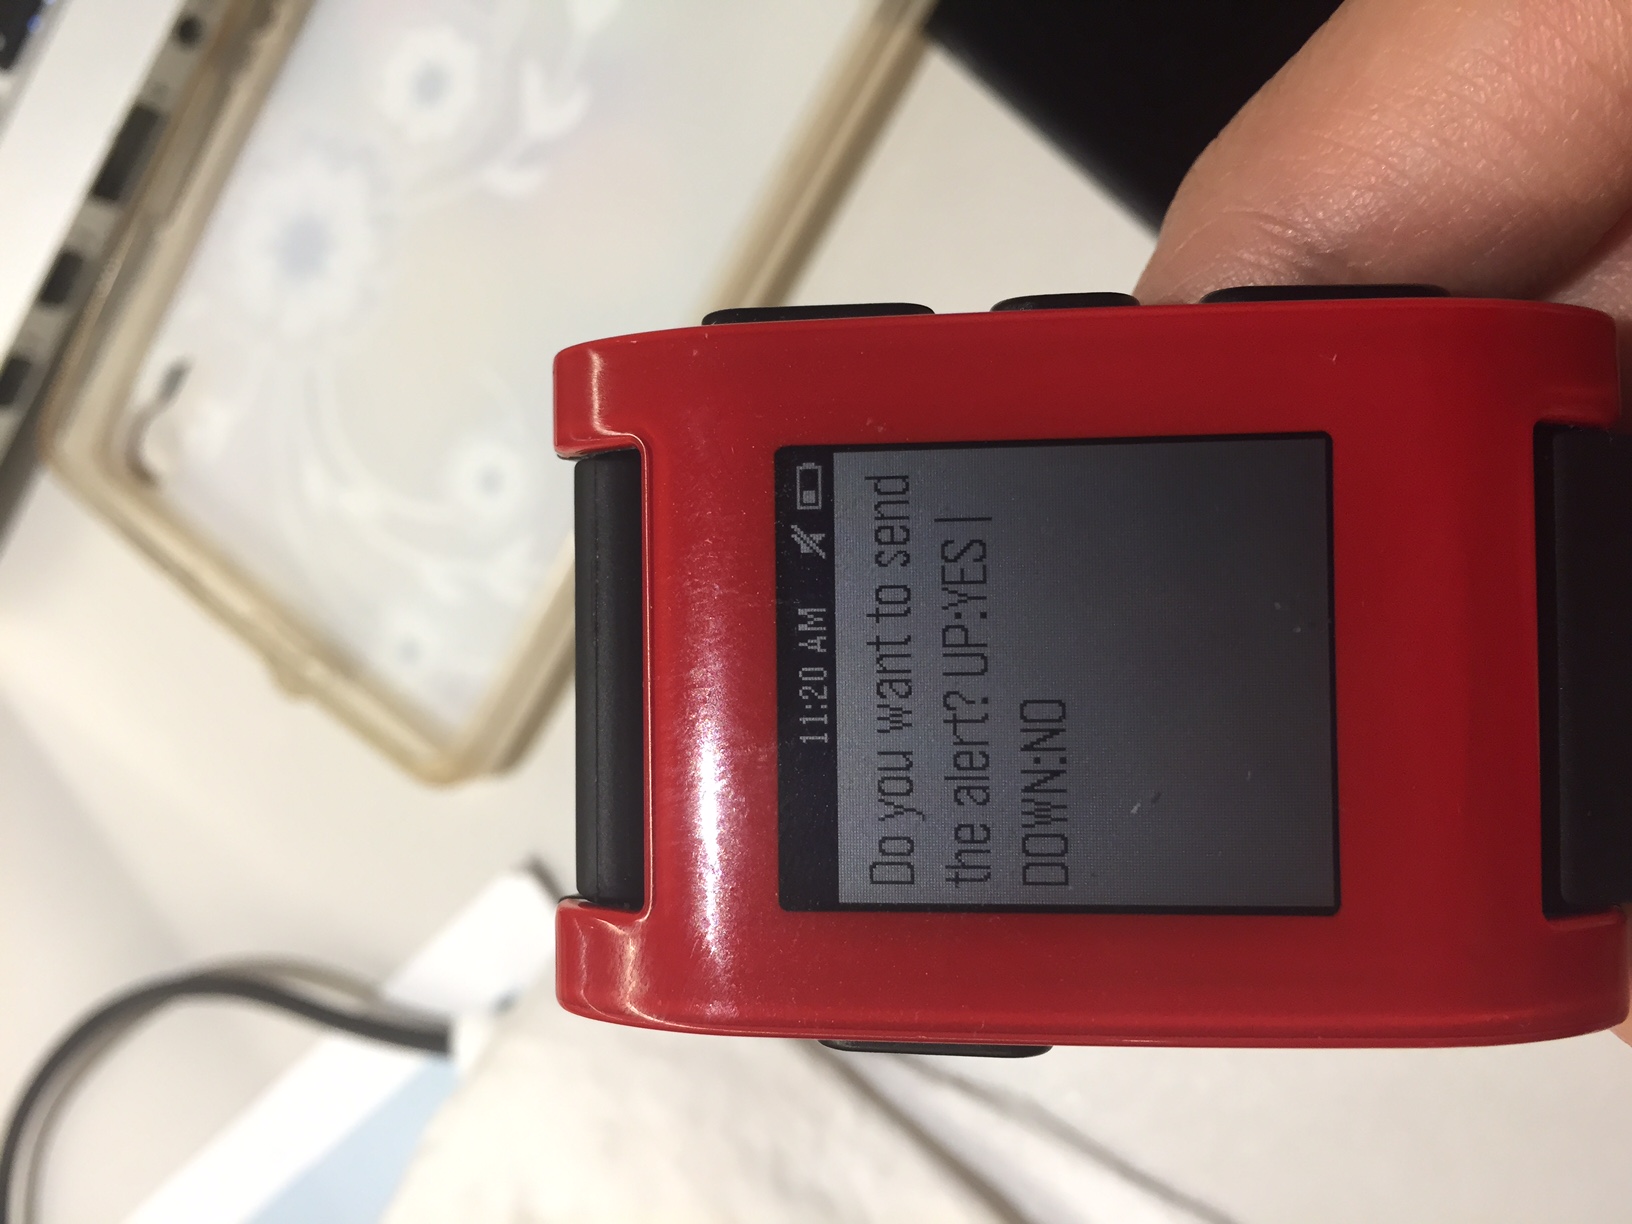 11:20 AM
Do you want to send
the alert? UP:YES |
DOWN:NO